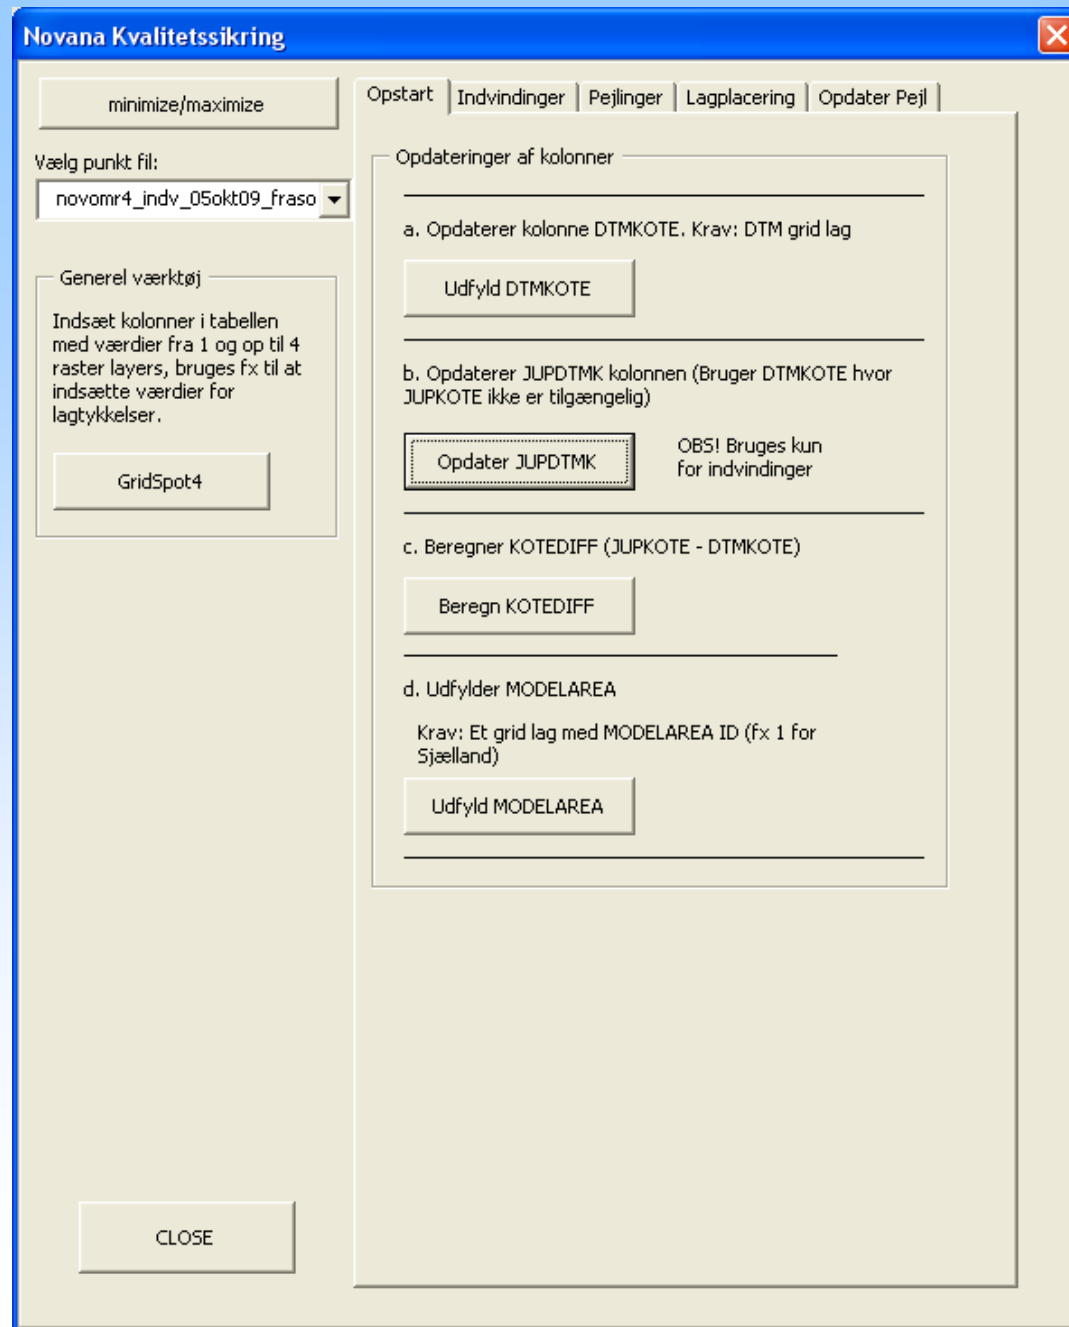 Novana Kvalitetssikring
minimize/maximize
Vælg punkt fil:
novomr4_indv_05okt09_fraso
Generel værktøj
Indsæt kolonner i tabellen
med værdier fra 1 og op til 4
raster layers, bruges fx til at
indsætte værdier for
lagtykkelser.
GridSpot4
CLOSE
Opstart Indvindinger Pejlinger Lagplacering Opdater Pejl
Opdateringer af kolonner
a. Opdaterer kolonne DTMKOTE. Krav: DTM grid lag
Udfyld DTMKOTE
b. Opdaterer JUPDTMK kolonnen (Bruger DTMKOTE hvor
JUPKOTE ikke er tilgængelig)
Opdater JUPDTMK
OBS! Bruges kun
for indvindinger
c. Beregner KOTEDIFF (JUPKOTE - DTMKOTE)
Beregn KOTEDIFF
d. Udfylder MODELAREA
Krav: Et grid lag med MODELAREA ID (fx 1 for
Sjælland)
Udfyld MODELAREA